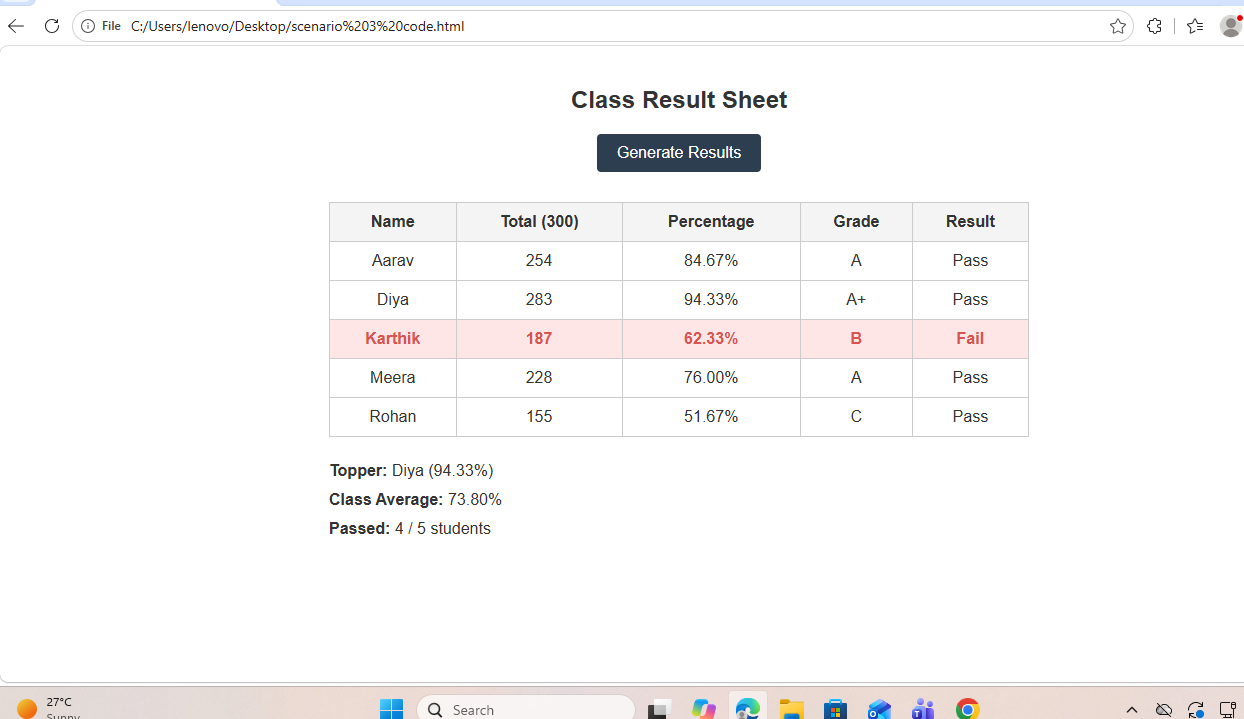 File C:/Users/lenovo/Desktop/scenario%203%20code.html
Class Result Sheet
Generate Results
Name Total (300) Percentage Grade Result
Aarav 254 84.67% A Pass
Diya 283 94.33% A+ Pass
Karthik 187 62.33% B Fail
Meera 228 76.00% A Pass
Rohan 155 51.67% C Pass
Topper: Diya (94.33%)
Class Average: 73.80%
Passed: 4 / 5 students
27°C
Sunny
Search